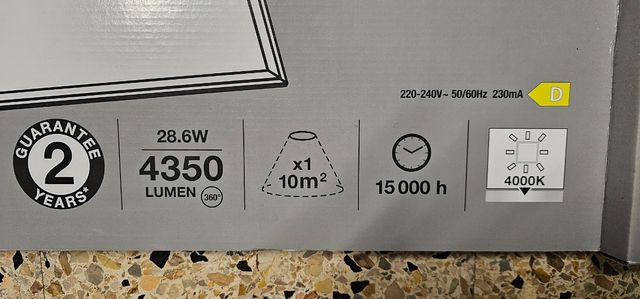 220-240V~ 50/60Hz 230mA D
GUARANTEE
2
YEARS*
28.6W
4350
LUMEN 360°
x1
10m²
15 000 h
4000K